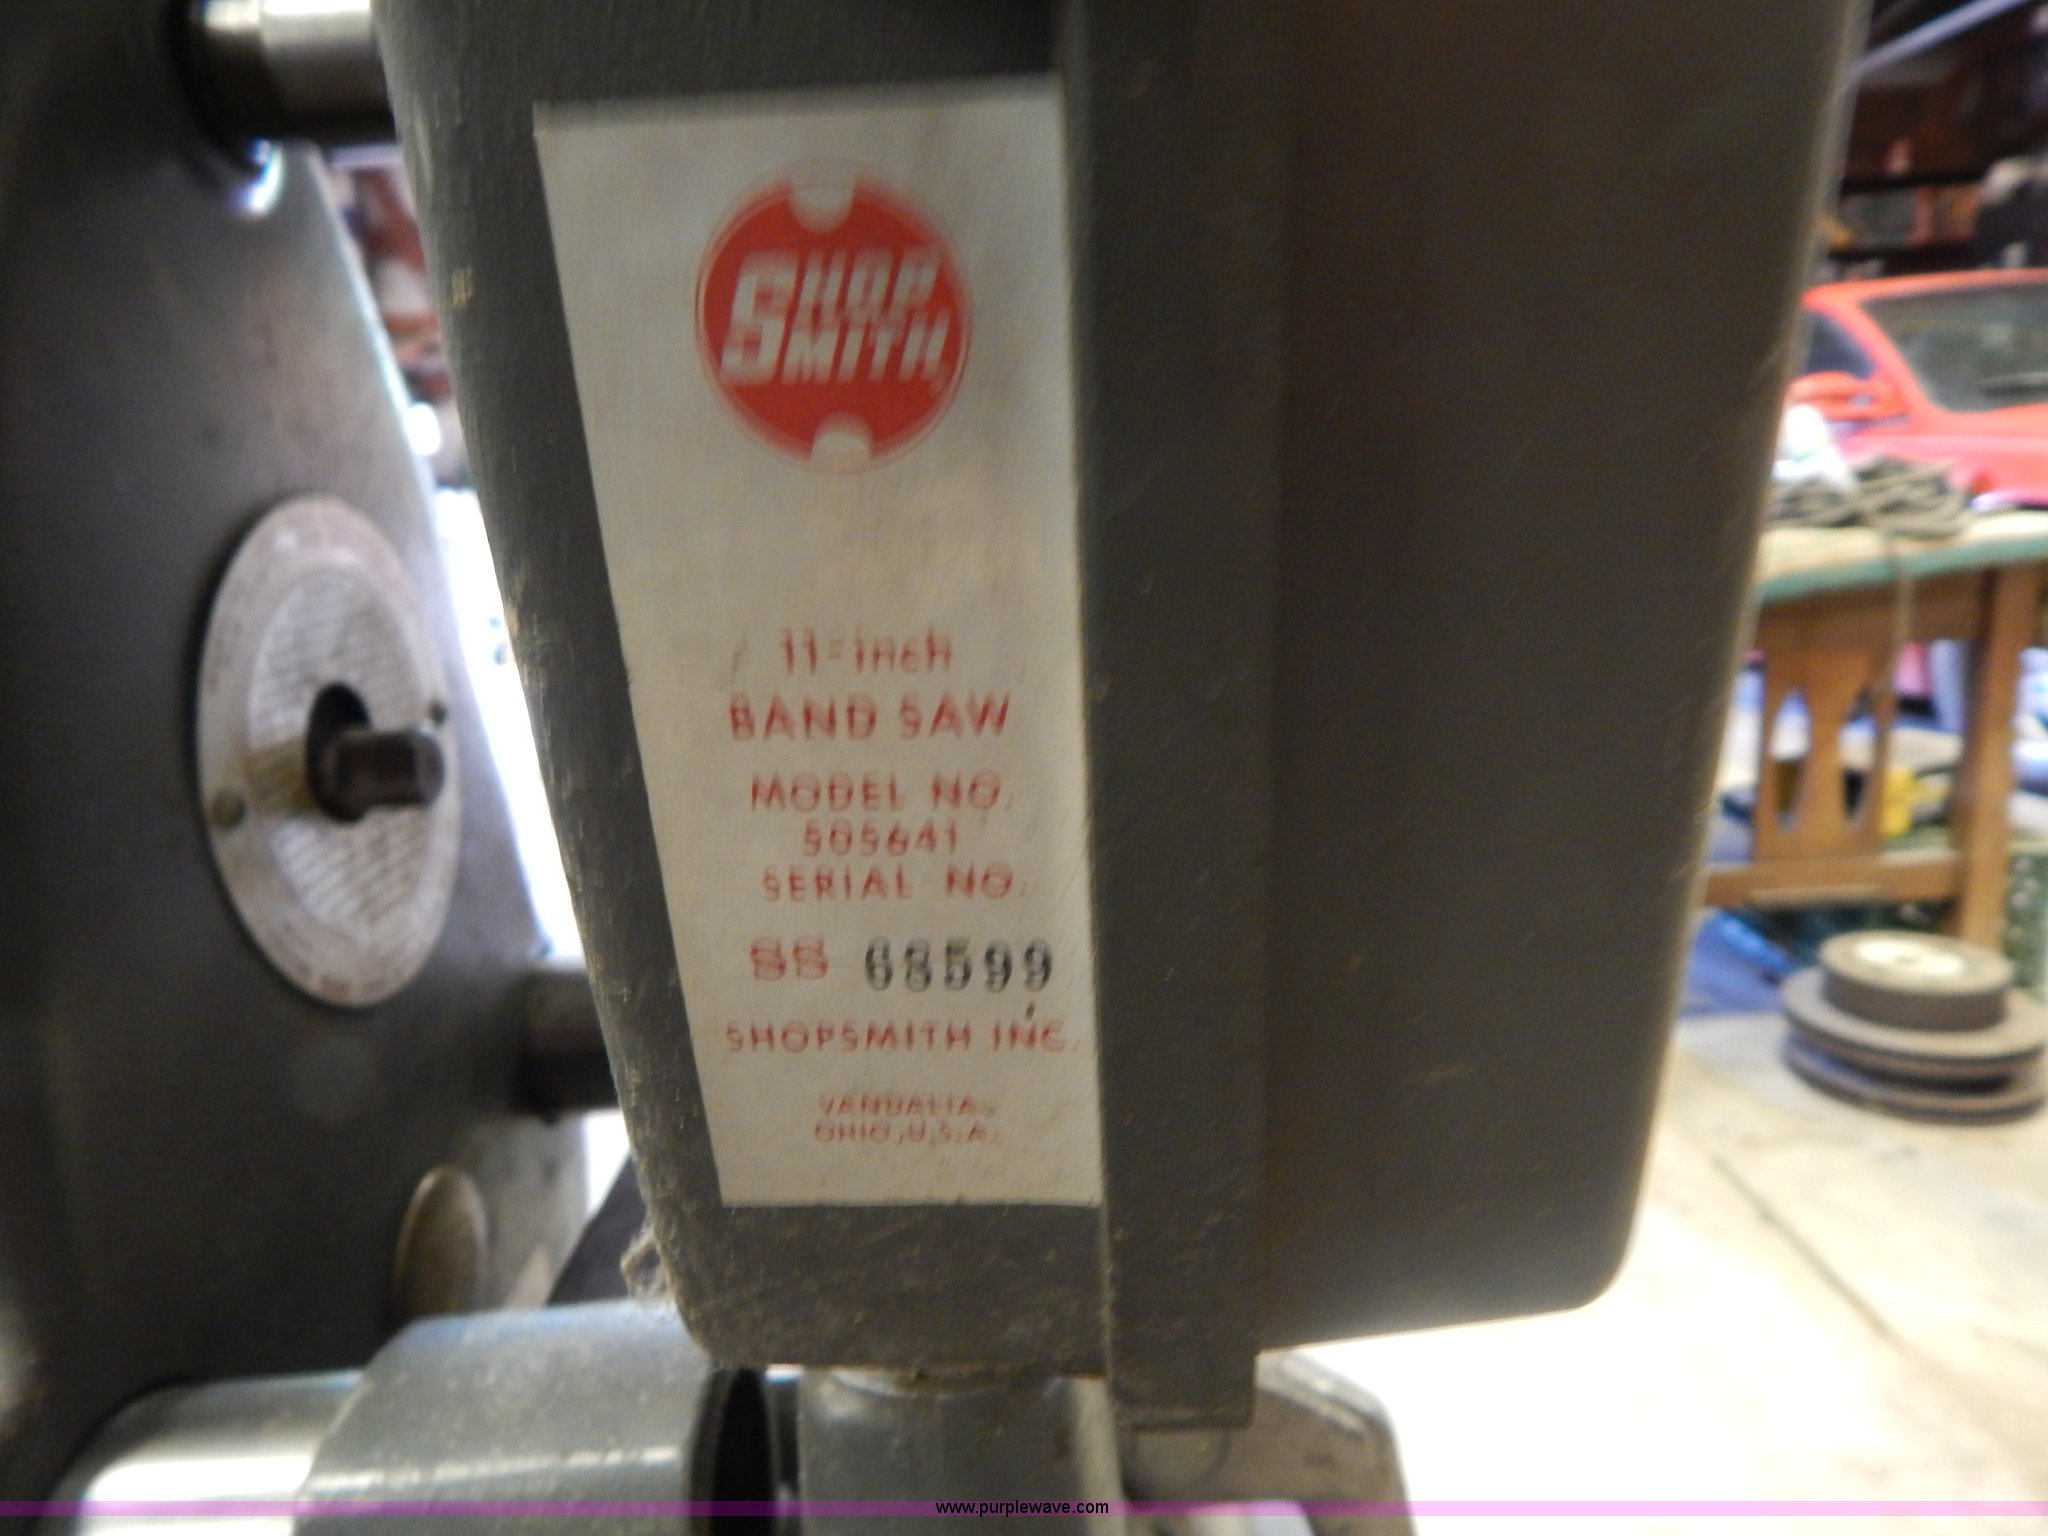 SHOP
SMITH
11-inch
BAND SAW
MODEL NO.
505641
SERIAL NO.
SS 68599
SHOPSMITH INC.
VANDALIA,
OHIO, U.S.A.
www.purplewave.com